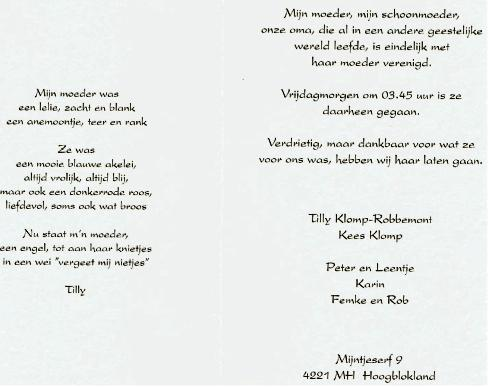 Mijn moeder was
een lelie, zacht en blank
een anemoontje, teer en rank
Ze was
een mooie blauwe akelei,
altijd vrolijk, altijd blij,
maar ook een donkerrode roos,
liefdevol, soms ook wat broos
Nu staat m'n moeder,
een engel, tot aan haar knietjes
in een wei "vergeet mij nietjes"
Tilly
Mijn moeder, mijn schoonmoeder,
onze oma, die al in een andere geestelijke
wereld leefde, is eindelijk met
haar moeder verenigd.
Vrijdagmorgen om 03.45 uur is ze
daarheen gegaan.
Verdrietig, maar dankbaar voor wat ze
voor ons was, hebben wij haar laten gaan.
Tilly Klomp-Robbemont
Kees Klomp
Peter en Leentje
Karin
Femke en Rob
Mijntjeserf 9
4221 MH Hoogblokland